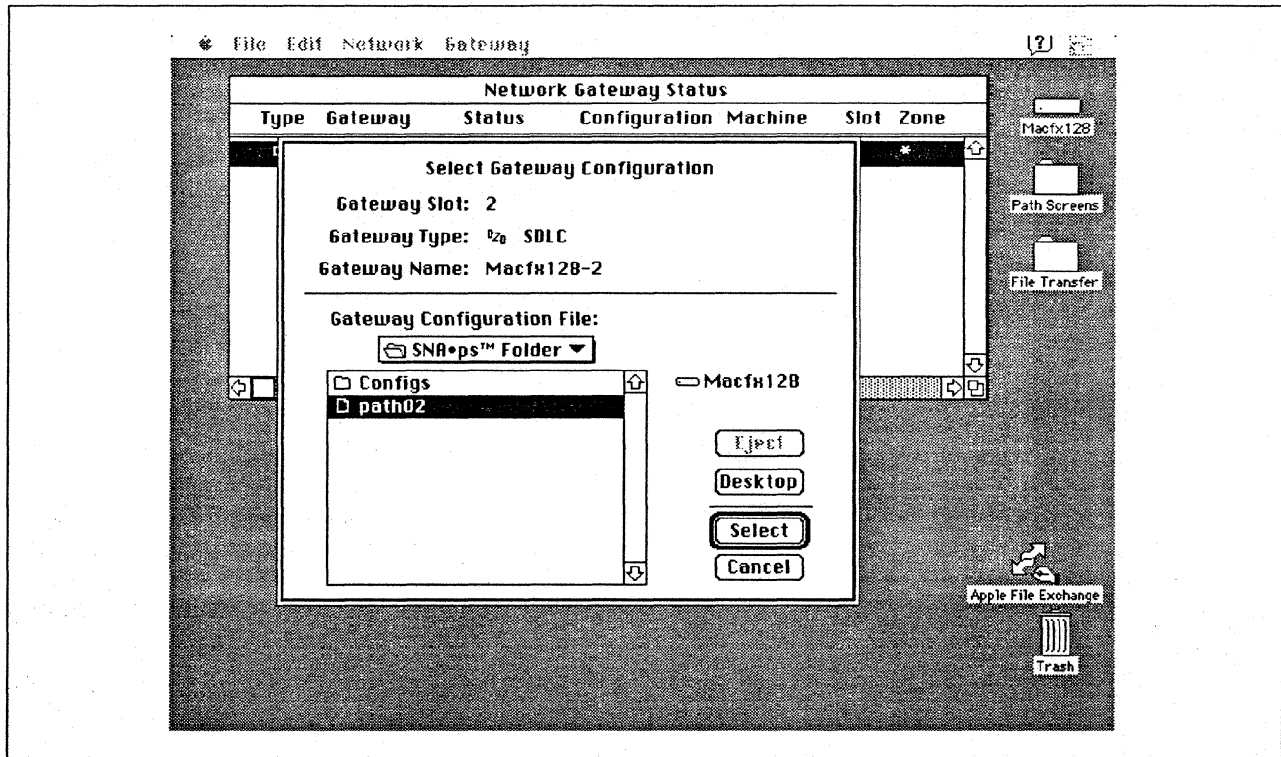 File Edit Network Gateway
Network Gateway Status
Type Gateway Status Configuration Machine Slot Zone
*
Select Gateway Configuration
Gateway Slot: 2
Gateway Type: SDLC
Gateway Name: Macfx128-2
Gateway Configuration File:
SNA•ps™ Folder
Configs
path02
Macfx128
Eject
Desktop
Select
Cancel
Macfx128
Path Screens
File Transfer
Apple File Exchange
Trash